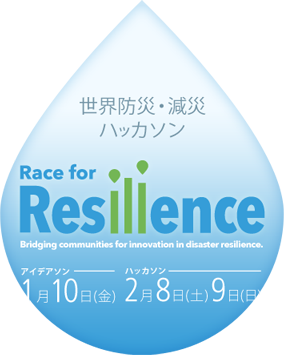 世界防災・減災
ハッカソン
Race for
Resilience
Bridging communities for innovation in disaster resilience.
アイデアソン ハッカソン
1月10日(金) 2月8日(土) 9日(日)